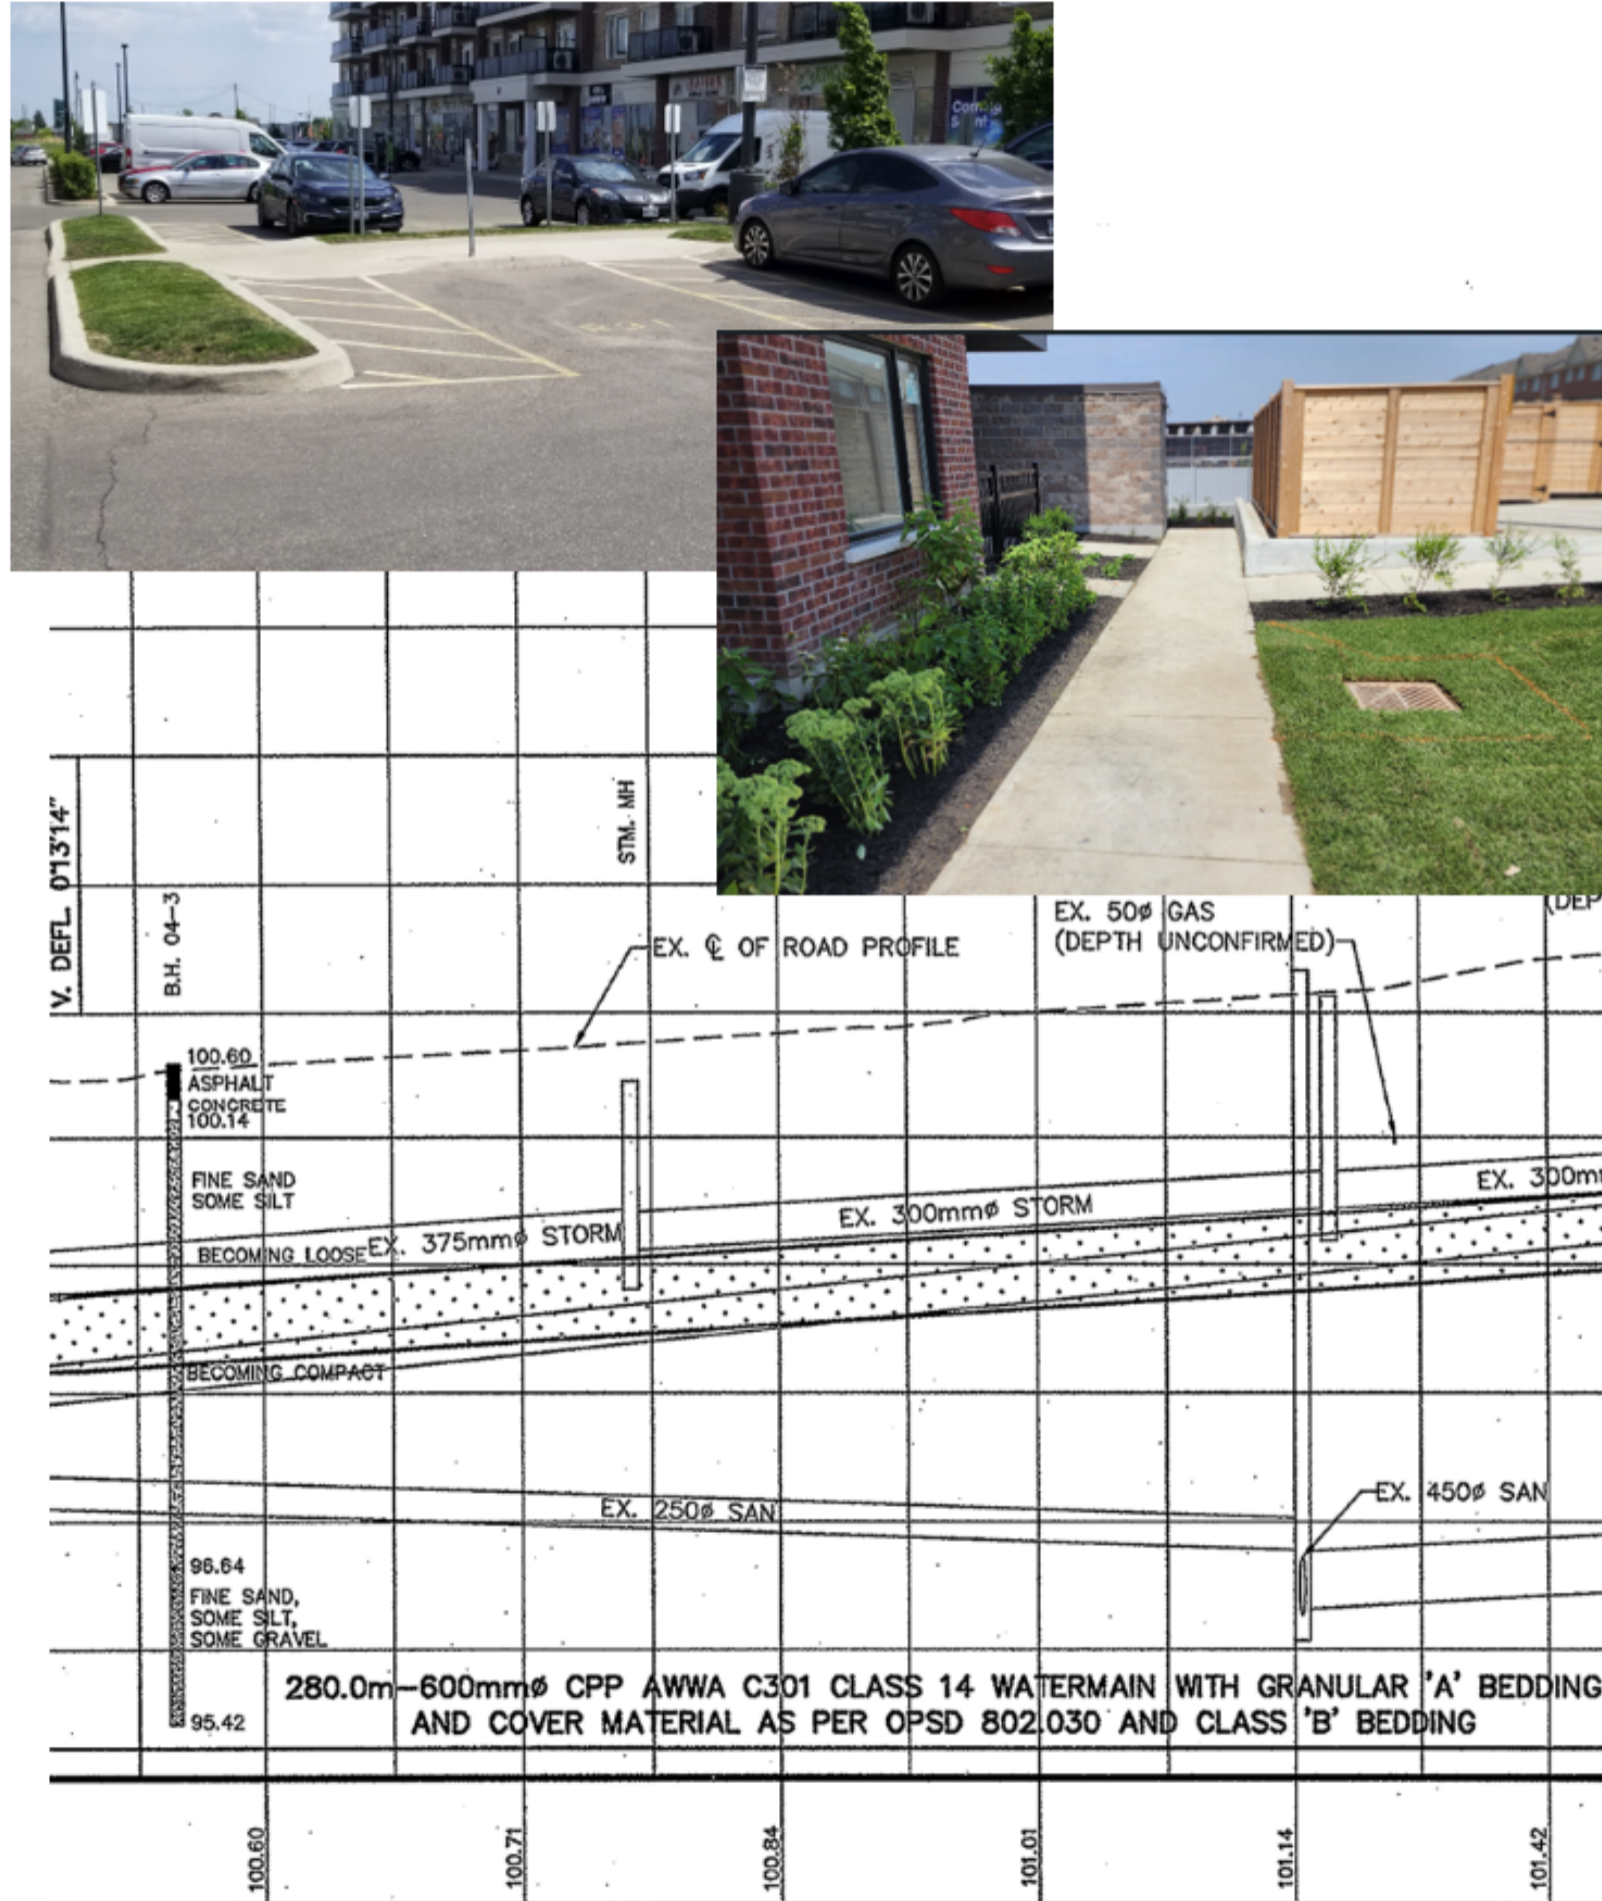 V. DEFL. 0°13'14"
B.H. 04-3
STM. MH
EX. ℄ OF ROAD PROFILE
EX. 50ø GAS
(DEPTH UNCONFIRMED)
(DEP
100.60
ASPHALT
CONCRETE
100.14
FINE SAND
SOME SILT
BECOMING LOOSE
EX. 375mmø STORM
EX. 300mmø STORM
EX. 300m
BECOMING COMPACT
EX. 250ø SAN
EX. 450ø SAN
96.64
FINE SAND,
SOME SILT,
SOME GRAVEL
95.42
280.0m-600mmø CPP AWWA C301 CLASS 14 WATERMAIN WITH GRANULAR 'A' BEDDING
AND COVER MATERIAL AS PER OPSD 802.030 AND CLASS 'B' BEDDING
100.60
100.71
100.84
101.01
101.14
101.42